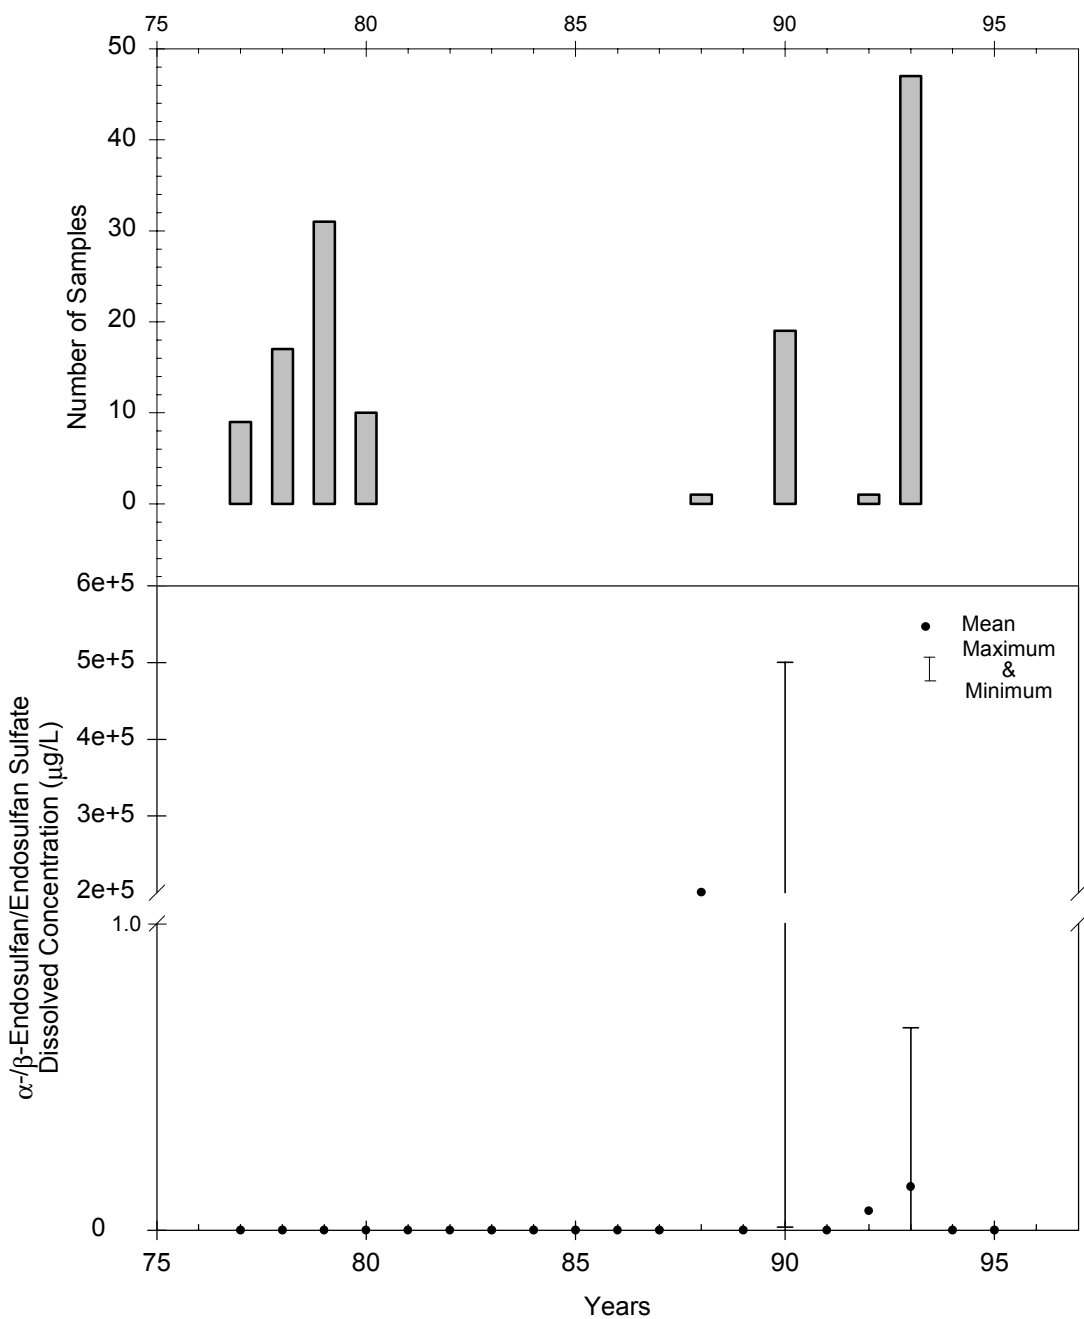 75 80 85 90 95
50
40
30
20
10
0
Number of Samples
6e+5
5e+5
4e+5
3e+5
2e+5
1.0
0
α-/β-Endosulfan/Endosulfan Sulfate
Dissolved Concentration (μg/L)
Mean
Maximum
&
Minimum
75 80 85 90 95
Years